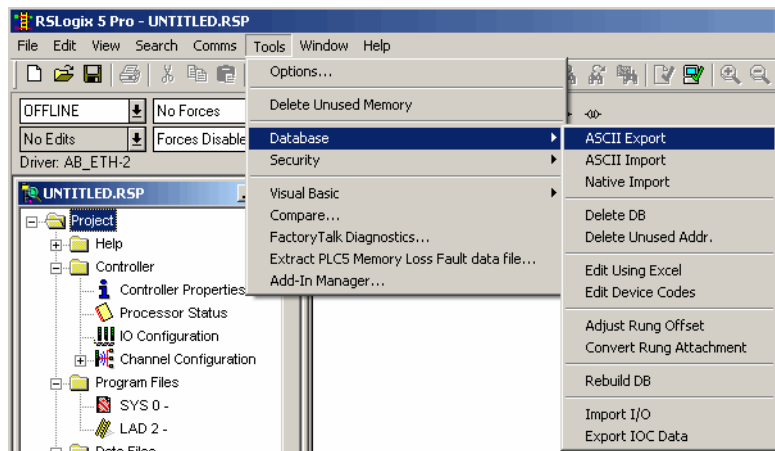 RSLogix 5 Pro - UNTITLED.RSP
File Edit View Search Comms Tools Window Help
Options...
Delete Unused Memory
Database
Security
Visual Basic
Compare...
FactoryTalk Diagnostics...
Extract PLC5 Memory Loss Fault data file...
Add-In Manager...
ASCII Export
ASCII Import
Native Import
Delete DB
Delete Unused Addr.
Edit Using Excel
Edit Device Codes
Adjust Rung Offset
Convert Rung Attachment
Rebuild DB
Import I/O
Export IOC Data
OFFLINE No Forces
No Edits Forces Disable
Driver: AB_ETH-2
UNTITLED.RSP
Project
Help
Controller
Controller Properties
Processor Status
IO Configuration
Channel Configuration
Program Files
SYS 0 -
LAD 2 -
Data Files